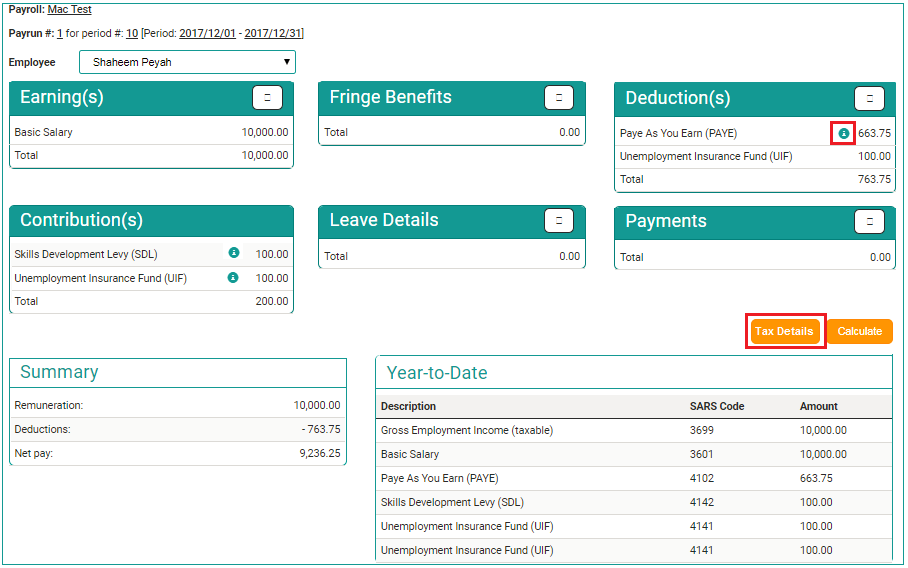 Payroll: Mac Test
Payrun #: 1 for period #: 10 [Period: 2017/12/01 - 2017/12/31]
Employee Shaheem Peyah
Earning(s)
Basic Salary 10,000.00
Total 10,000.00
Fringe Benefits
Total 0.00
Deduction(s)
Paye As You Earn (PAYE) 663.75
Unemployment Insurance Fund (UIF) 100.00
Total 763.75
Contribution(s)
Skills Development Levy (SDL) 100.00
Unemployment Insurance Fund (UIF) 100.00
Total 200.00
Leave Details
Total 0.00
Payments
Total 0.00
Tax Details Calculate
Summary
Remuneration: 10,000.00
Deductions: - 763.75
Net pay: 9,236.25
Year-to-Date
Description SARS Code Amount
Gross Employment Income (taxable) 3699 10,000.00
Basic Salary 3601 10,000.00
Paye As You Earn (PAYE) 4102 663.75
Skills Development Levy (SDL) 4142 100.00
Unemployment Insurance Fund (UIF) 4141 100.00
Unemployment Insurance Fund (UIF) 4141 100.00